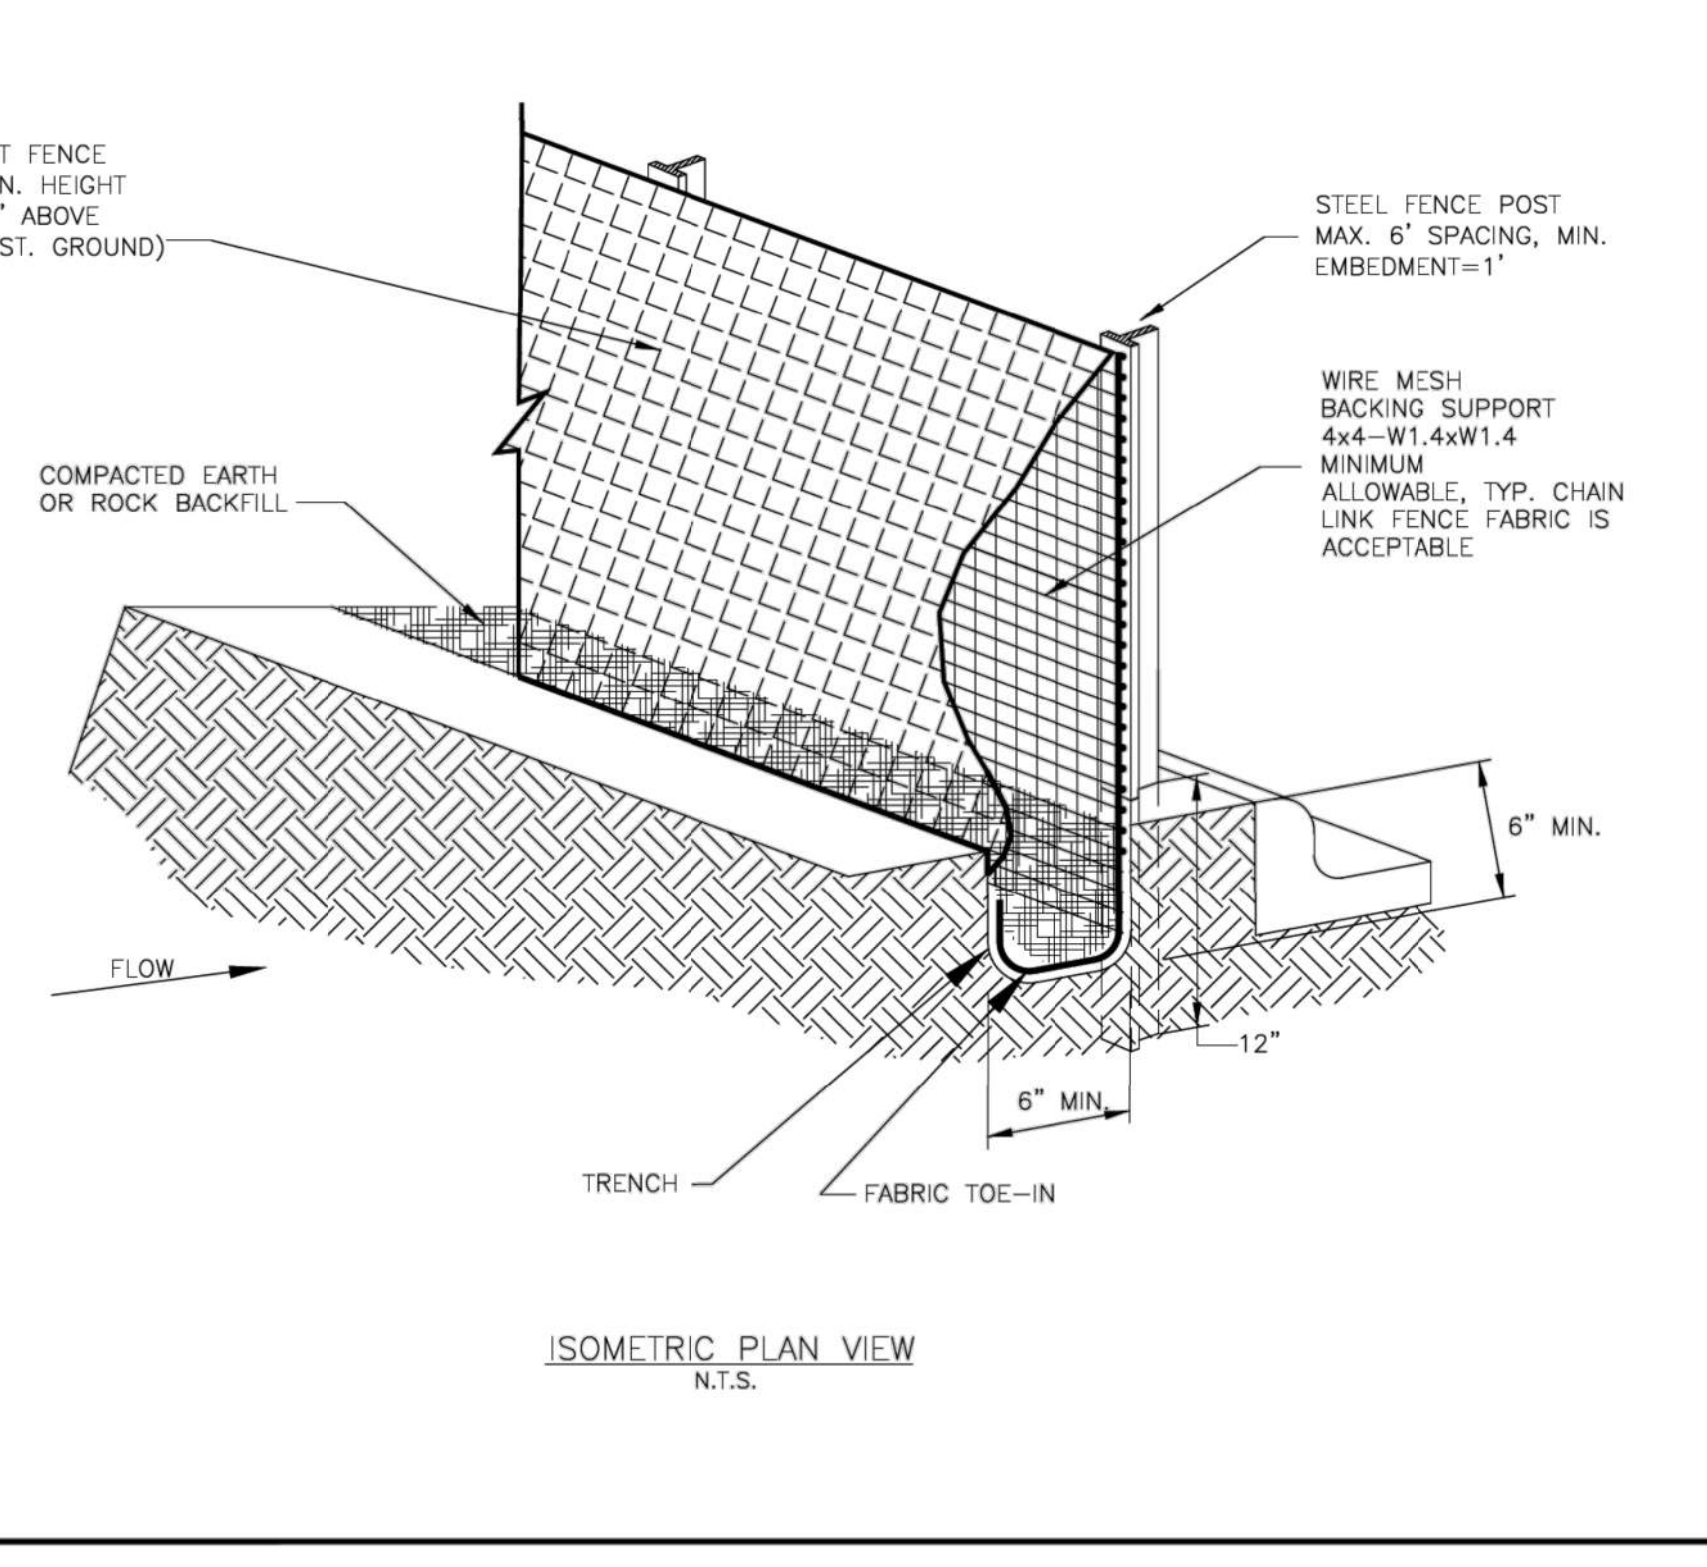 T FENCE
N. HEIGHT
' ABOVE
ST. GROUND)
STEEL FENCE POST
MAX. 6' SPACING, MIN.
EMBEDMENT=1'
WIRE MESH
BACKING SUPPORT
4x4-W1.4xW1.4
MINIMUM
ALLOWABLE, TYP. CHAIN
LINK FENCE FABRIC IS
ACCEPTABLE
COMPACTED EARTH
OR ROCK BACKFILL
6" MIN.
FLOW
12"
6" MIN.
TRENCH
FABRIC TOE-IN
ISOMETRIC PLAN VIEW
N.T.S.